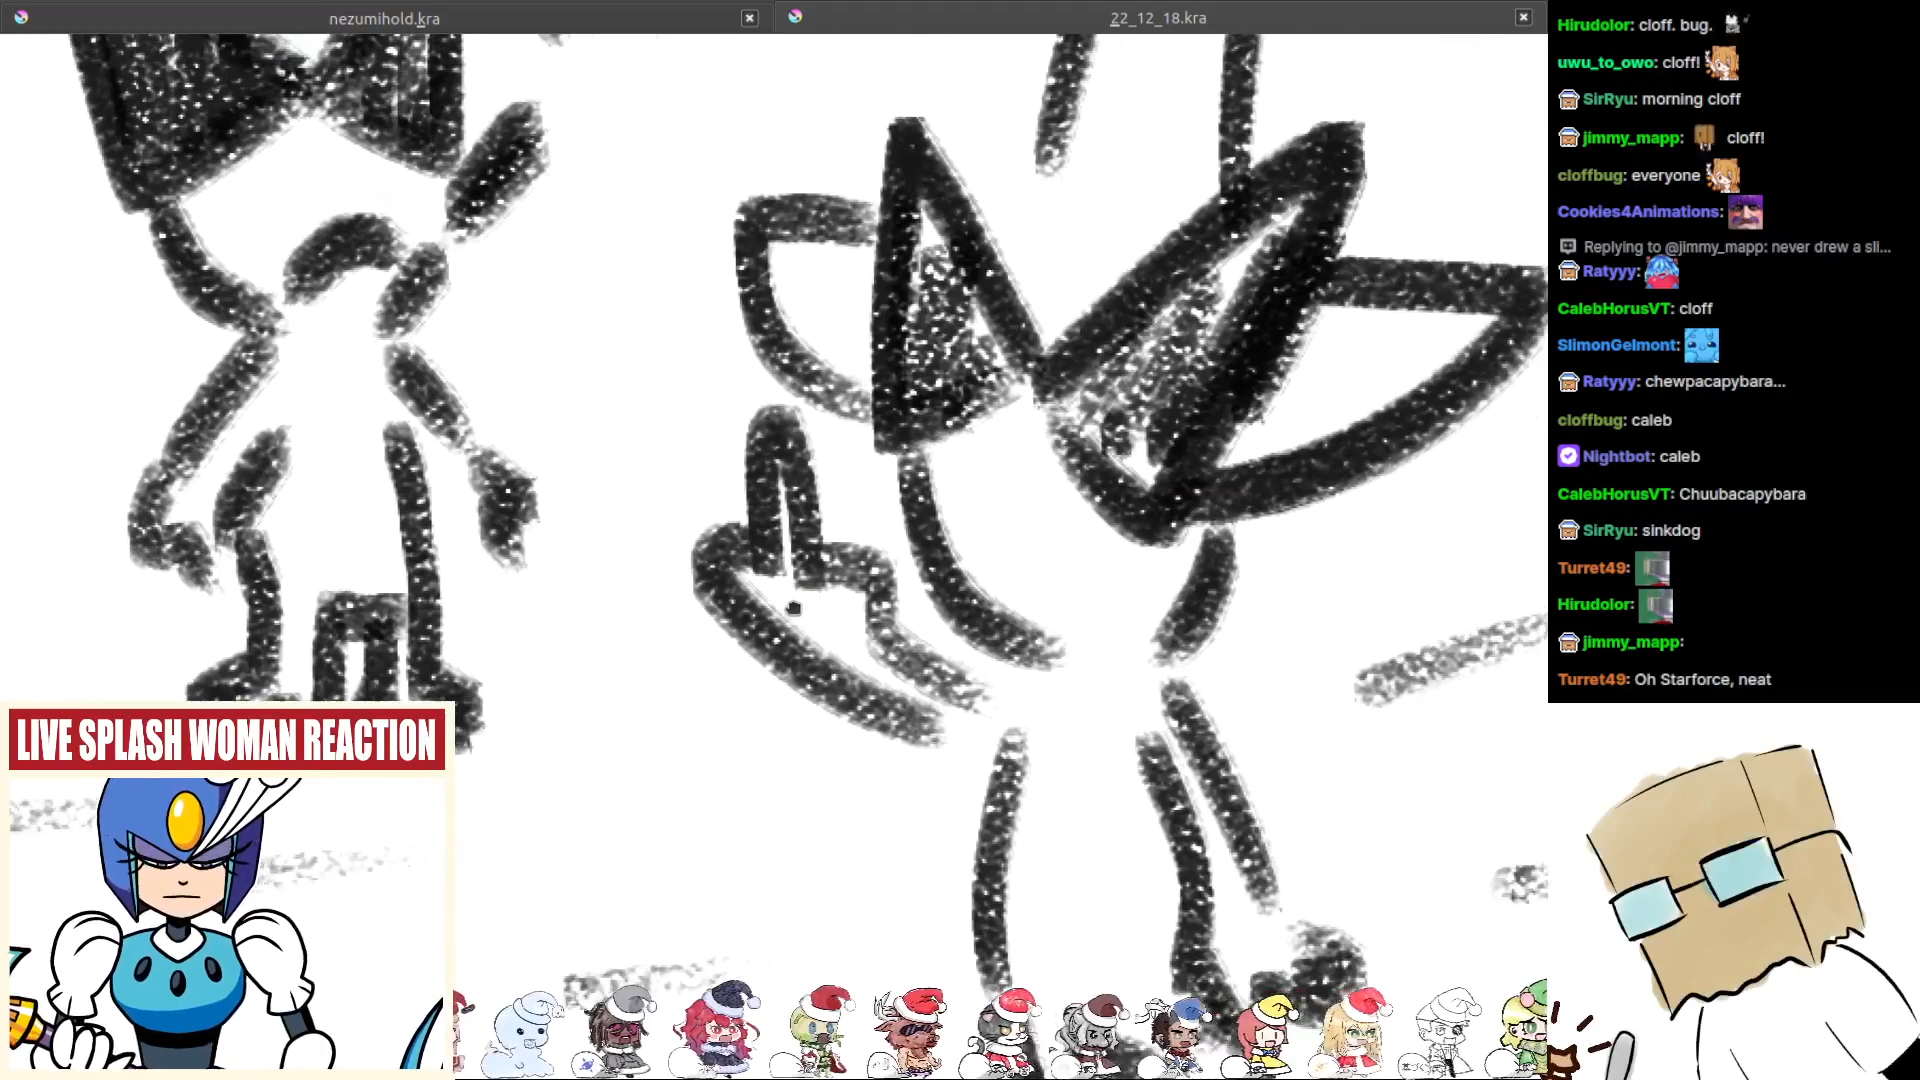 nezumihold.kra
22_12_18.kra
Hirudolor: cloff. bug.
uwu_to_owo: cloff!
SirRyu: morning cloff
jimmy_mapp: cloff!
cloffbug: everyone
Cookies4Animations:
Replying to @jimmy_mapp: never drew a sli...
Ratyyy:
CalebHorusVT: cloff
SlimonGelmont:
Ratyyy: chewpacapybara...
cloffbug: caleb
Nightbot: caleb
CalebHorusVT: Chuubacapybara
SirRyu: sinkdog
Turret49:
Hirudolor:
jimmy_mapp:
Turret49: Oh Starforce, neat
LIVE SPLASH WOMAN REACTION